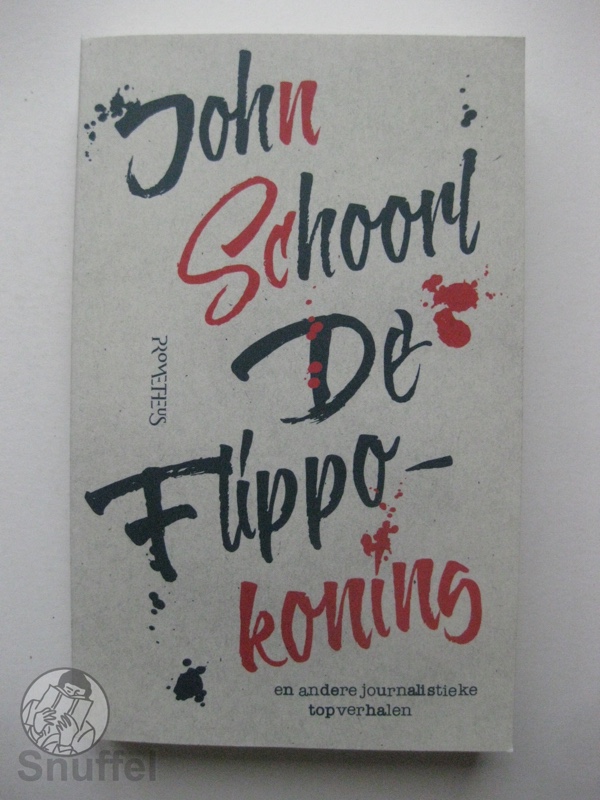 John
Schoorl
De
Flippo-
koning
PROMETHEUS
en andere journalistieke
topverhalen
Snuffel